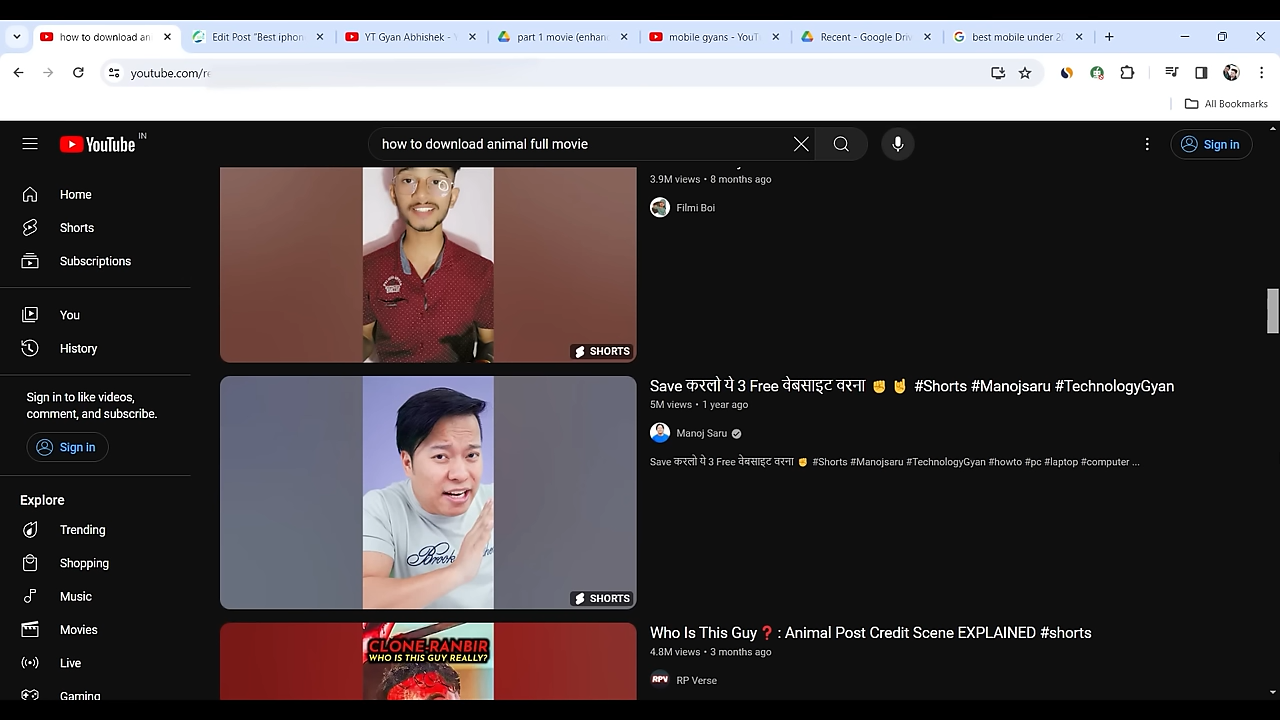 how to download an
Edit Post "Best iphon
YT Gyan Abhishek - Y
part 1 movie (enhanc
mobile gyans - YouT
Recent - Google Driv
best mobile under 2
youtube.com/re
All Bookmarks
YouTube IN
how to download animal full movie
Sign in
Home
Shorts
Subscriptions
You
History
Sign in to like videos,
comment, and subscribe.
Sign in
Explore
Trending
Shopping
Music
Movies
Live
Gaming
3.9M views • 8 months ago
Filmi Boi
SHORTS
Save करलो ये 3 Free वेबसाइट वरना ✊ 🤘 #Shorts #Manojsaru #TechnologyGyan
5M views • 1 year ago
Manoj Saru
Save करलो ये 3 Free वेबसाइट वरना ✊ #Shorts #Manojsaru #TechnologyGyan #howto #pc #laptop #computer ...
Brook
SHORTS
CLONE RANBIR
WHO IS THIS GUY REALLY?
Who Is This Guy❓: Animal Post Credit Scene EXPLAINED #shorts
4.8M views • 3 months ago
RPV
RP Verse